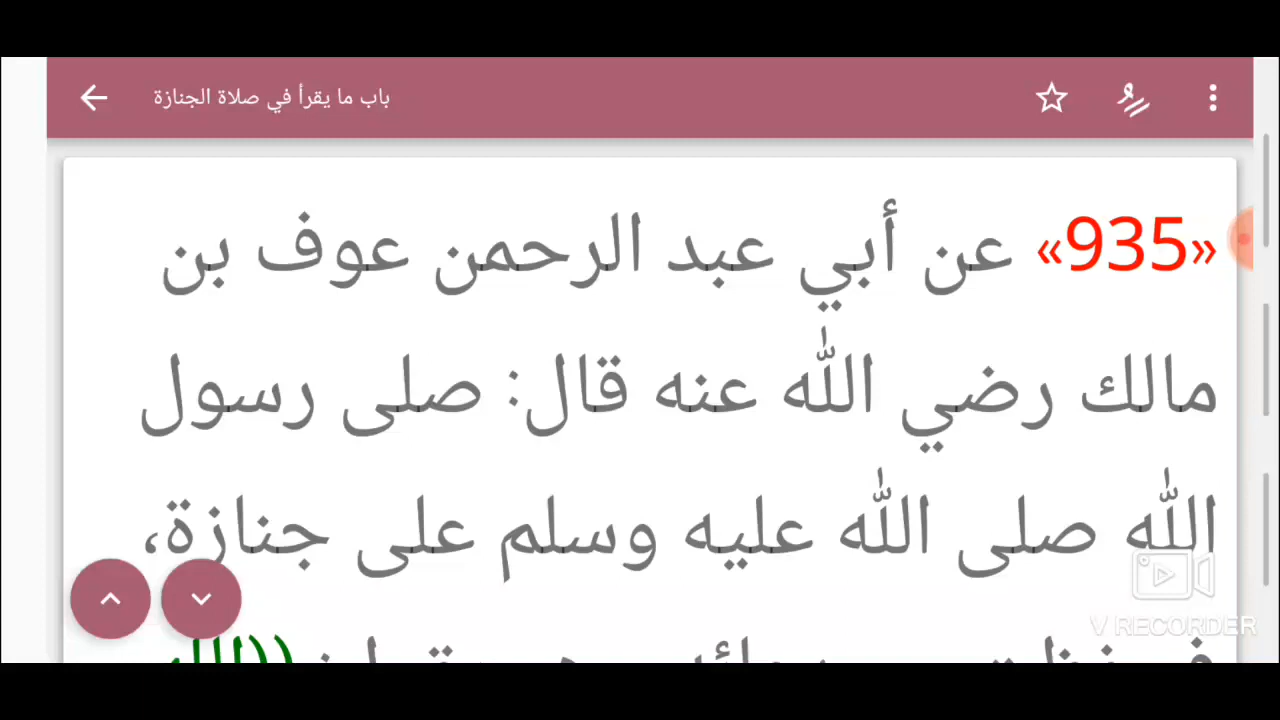 باب ما يقرأ في صلاة الجنازة
«935» عن أبي عبد الرحمن عوف بن
مالك رضي الله عنه قال: صلى رسول
الله صلى الله عليه وسلم على جنازة،
V RECORDER